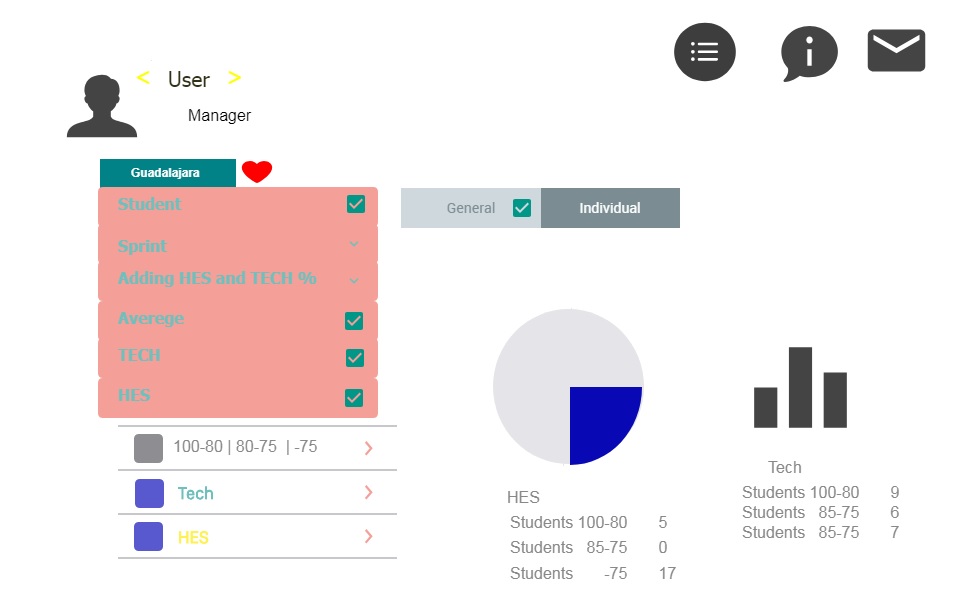 < User >
Manager
Guadalajara
Student
Sprint
Adding HES and TECH %
Averege
TECH
HES
100-80 | 80-75 | -75
Tech
HES
General
Individual
HES
Students 100-80 5
Students 85-75 0
Students -75 17
Tech
Students 100-80 9
Students 85-75 6
Students 85-75 7